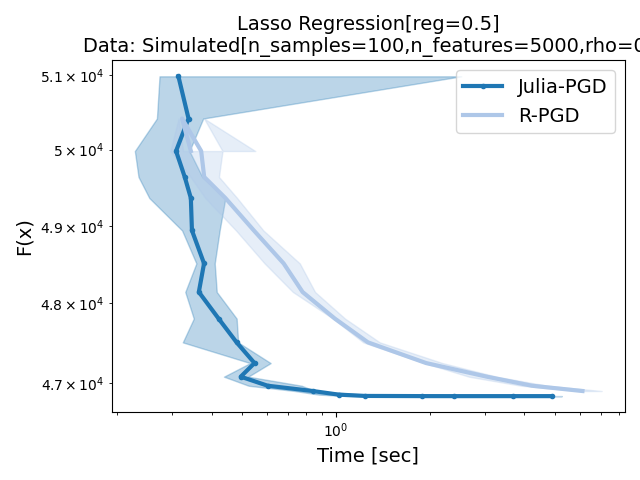 Lasso Regression[reg=0.5]
Data: Simulated[n_samples=100,n_features=5000,rho=0
5.1 × 10⁴
5 × 10⁴
4.9 × 10⁴
4.8 × 10⁴
4.7 × 10⁴
F(x)
Julia-PGD
R-PGD
10⁰
Time [sec]